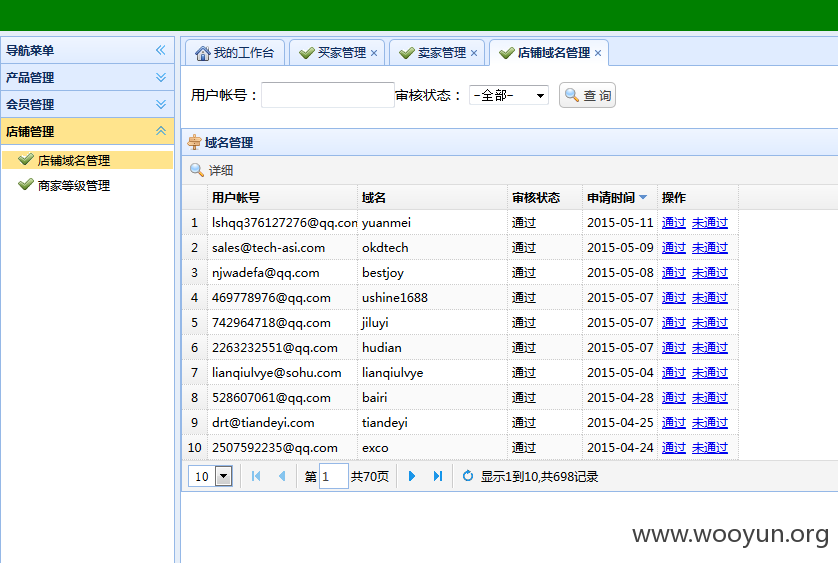 导航菜单
产品管理
会员管理
店铺管理
店铺域名管理
商家等级管理
我的工作台 买家管理 卖家管理 店铺域名管理
用户帐号： 审核状态： -全部- 查询
域名管理
详细
用户帐号 域名 审核状态 申请时间 操作
1 lshqq376127276@qq.com yuanmei 通过 2015-05-11 通过 未通过
2 sales@tech-asi.com okdtech 通过 2015-05-09 通过 未通过
3 njwadefa@qq.com bestjoy 通过 2015-05-08 通过 未通过
4 469778976@qq.com ushine1688 通过 2015-05-07 通过 未通过
5 742964718@qq.com jiluyi 通过 2015-05-07 通过 未通过
6 2263232551@qq.com hudian 通过 2015-05-07 通过 未通过
7 lianqiulvye@sohu.com lianqiulvye 通过 2015-05-04 通过 未通过
8 528607061@qq.com bairi 通过 2015-04-28 通过 未通过
9 drt@tiandeyi.com tiandeyi 通过 2015-04-25 通过 未通过
10 2507592235@qq.com exco 通过 2015-04-24 通过 未通过
10 第 1 共70页 显示1到10,共698记录
www.wooyun.org